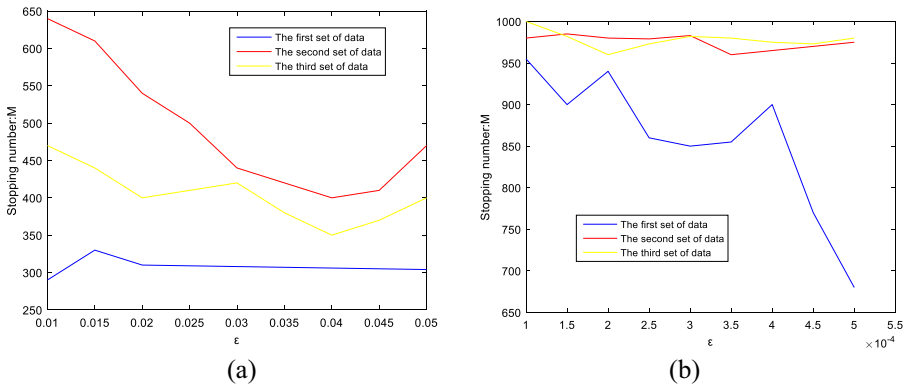 650
600
550
500
450
400
350
300
250
Stopping number:M
The first set of data
The second set of data
The third set of data
0.01 0.015 0.02 0.025 0.03 0.035 0.04 0.045 0.05
ε
(a)
1000
950
900
850
800
750
700
650
Stopping number:M
The first set of data
The second set of data
The third set of data
1 1.5 2 2.5 3 3.5 4 4.5 5 5.5
ε
×10-4
(b)